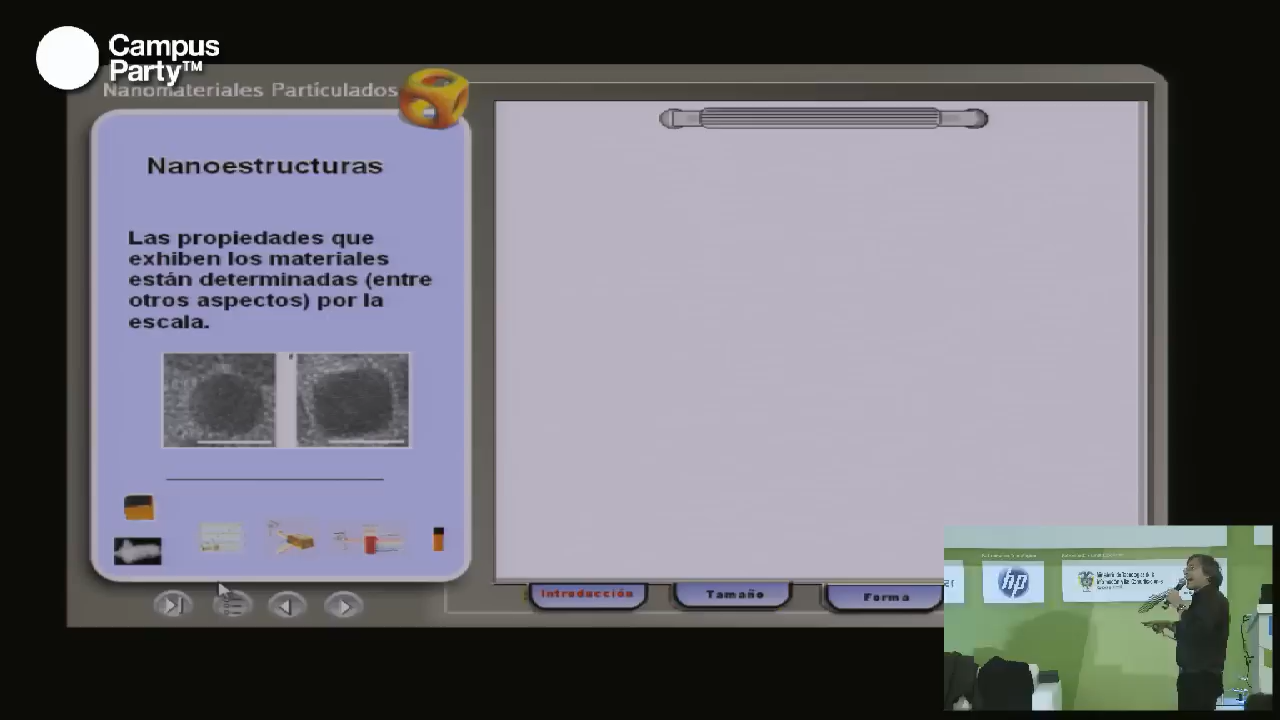 Campus
Party™
Nanomateriales Partículados
Nanoestructuras
Las propiedades que
exhiben los materiales
están determinadas (entre
otros aspectos) por la
escala.
Introducción
Tamaño
Forma
hp